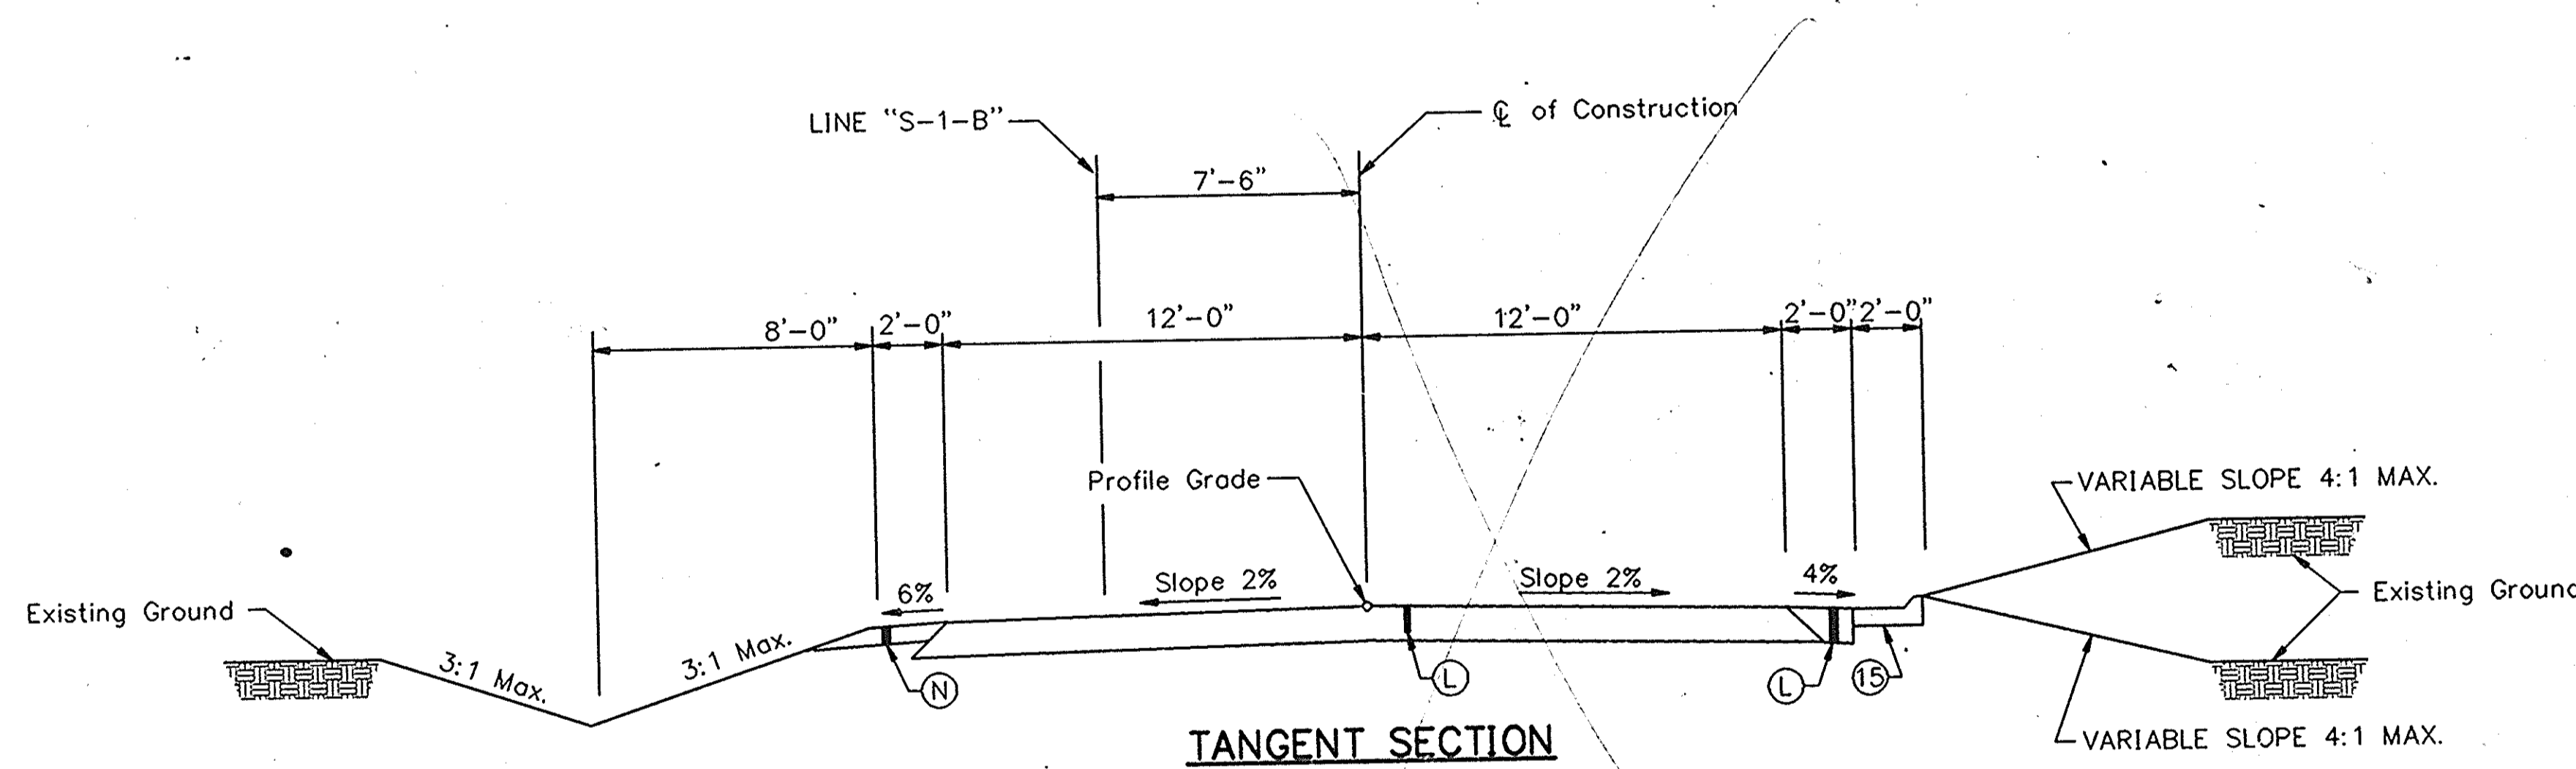 LINE “S-1-B”
℄ of Construction
7’-6”
8’-0”
2’-0”
12’-0”
12’-0”
2’-0”
2’-0”
Profile Grade
VARIABLE SLOPE 4:1 MAX.
6%
Slope 2%
Slope 2%
4%
Existing Ground
Existing Ground
3:1 Max.
3:1 Max.
N
L
L
15
TANGENT SECTION
VARIABLE SLOPE 4:1 MAX.